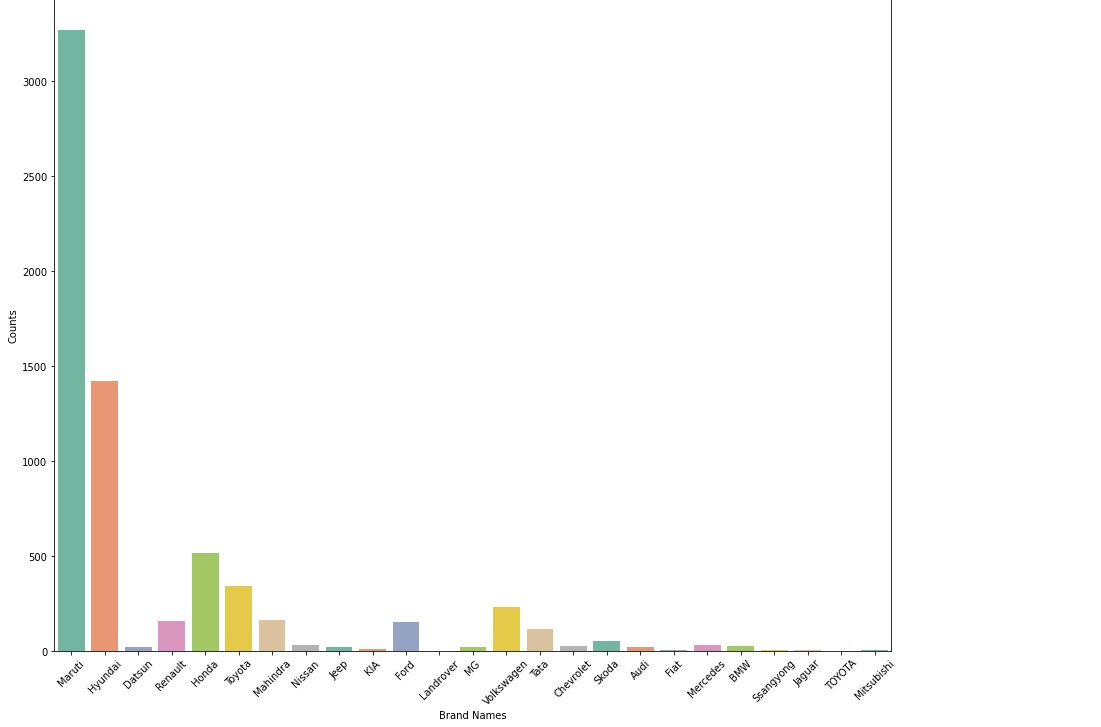 3000
2500
2000
1500
1000
500
0
Counts
Maruti
Hyundai
Datsun
Renault
Honda
Toyota
Mahindra
Nissan
Jeep
KIA
Ford
Landrover
MG
Volkswagen
Tata
Chevrolet
Skoda
Audi
Fiat
Mercedes
BMW
Ssangyong
Jaguar
TOYOTA
Mitsubishi
Brand Names